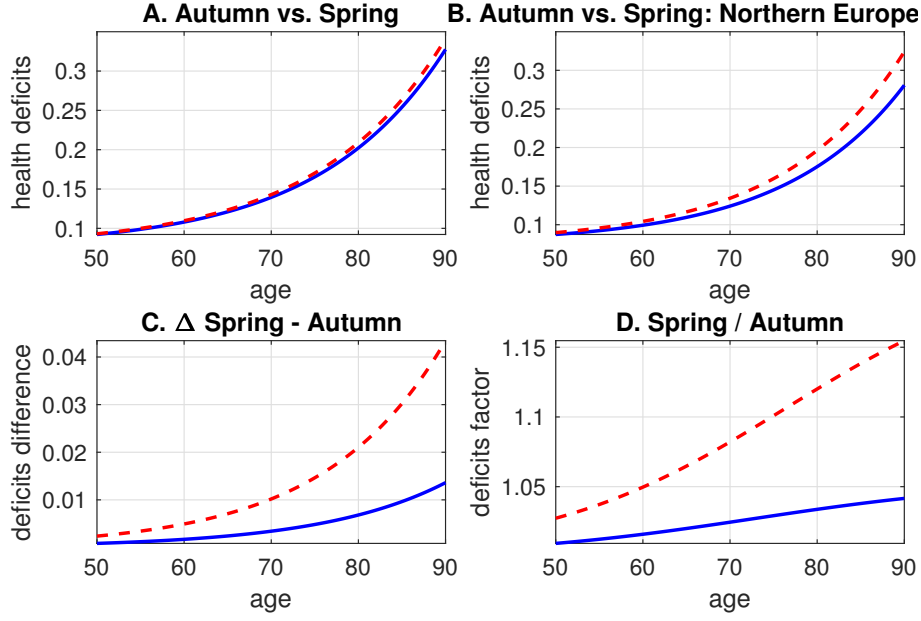 A. Autumn vs. Spring
health deficits
0.3
0.25
0.2
0.15
0.1
50 60 70 80 90
age
B. Autumn vs. Spring: Northern Europe
health deficits
0.3
0.25
0.2
0.15
0.1
50 60 70 80 90
age
C. Δ Spring - Autumn
deficits difference
0.04
0.03
0.02
0.01
50 60 70 80 90
age
D. Spring / Autumn
deficits factor
1.15
1.1
1.05
50 60 70 80 90
age